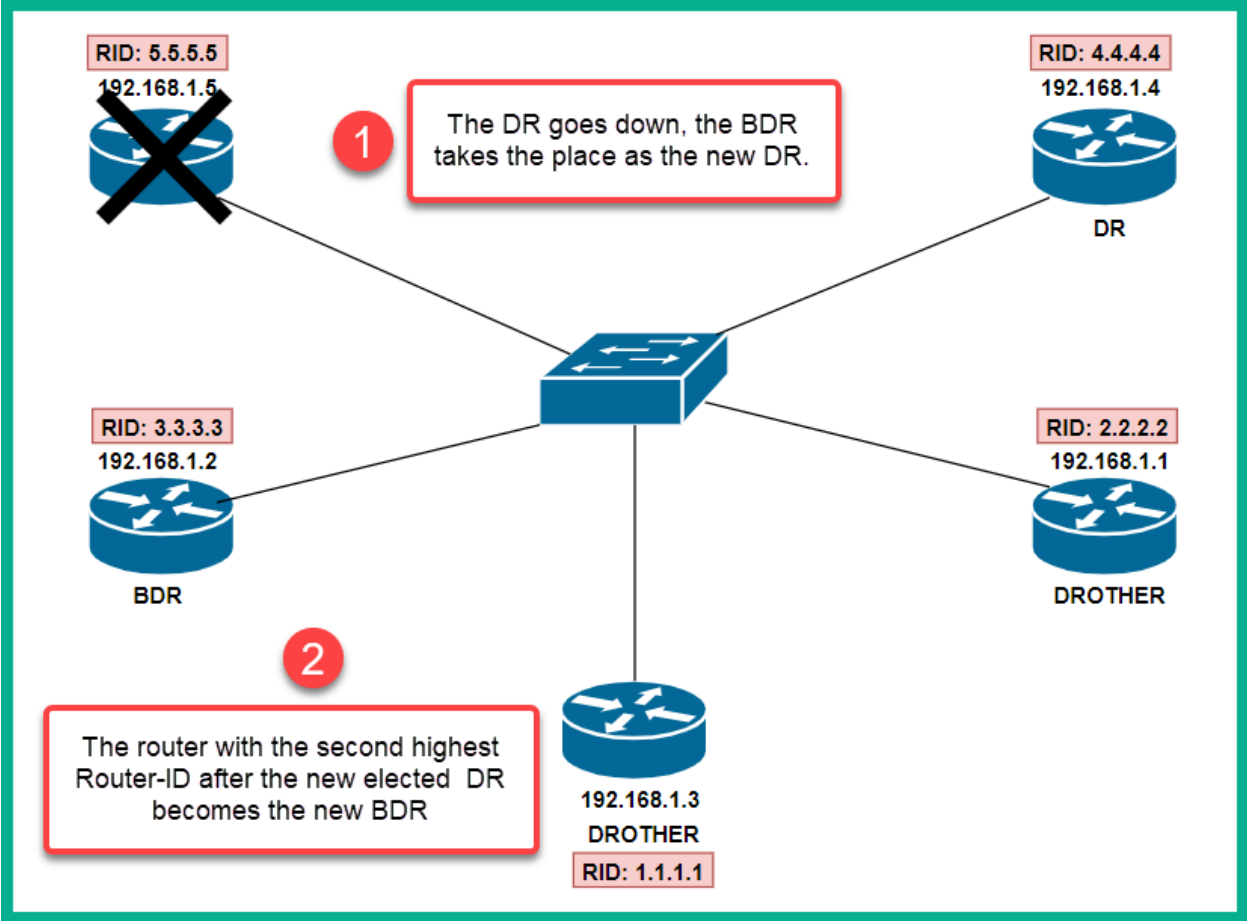 RID: 5.5.5.5
192.168.1.5
1
The DR goes down, the BDR
takes the place as the new DR.
RID: 4.4.4.4
192.168.1.4
DR
RID: 3.3.3.3
192.168.1.2
BDR
RID: 2.2.2.2
192.168.1.1
DROTHER
2
The router with the second highest
Router-ID after the new elected DR
becomes the new BDR
192.168.1.3
DROTHER
RID: 1.1.1.1